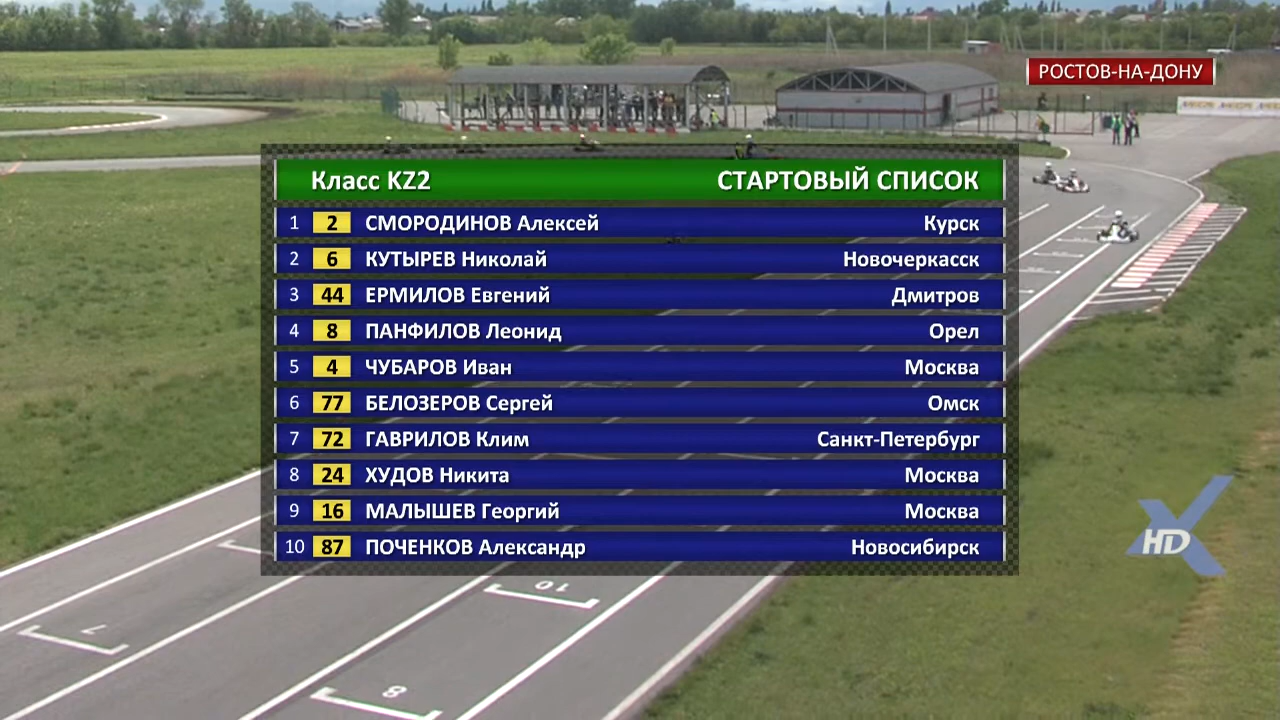 РОСТОВ-НА-ДОНУ
Класс KZ2 СТАРТОВЫЙ СПИСОК
1 2 СМОРОДИНОВ Алексей Курск
2 6 КУТЫРЕВ Николай Новочеркасск
3 44 ЕРМИЛОВ Евгений Дмитров
4 8 ПАНФИЛОВ Леонид Орел
5 4 ЧУБАРОВ Иван Москва
6 77 БЕЛОЗЕРОВ Сергей Омск
7 72 ГАВРИЛОВ Клим Санкт-Петербург
8 24 ХУДОВ Никита Москва
9 16 МАЛЫШЕВ Георгий Москва
10 87 ПОЧЕНКОВ Александр Новосибирск
X HD
10
7
8